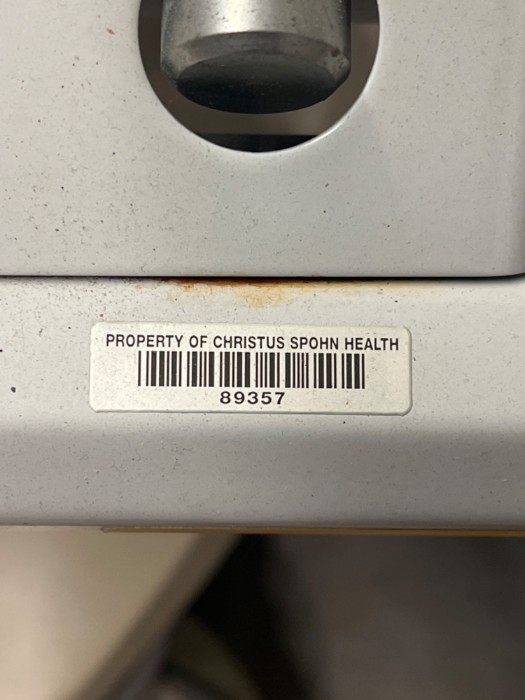 PROPERTY OF CHRISTUS SPOHN HEALTH
89357